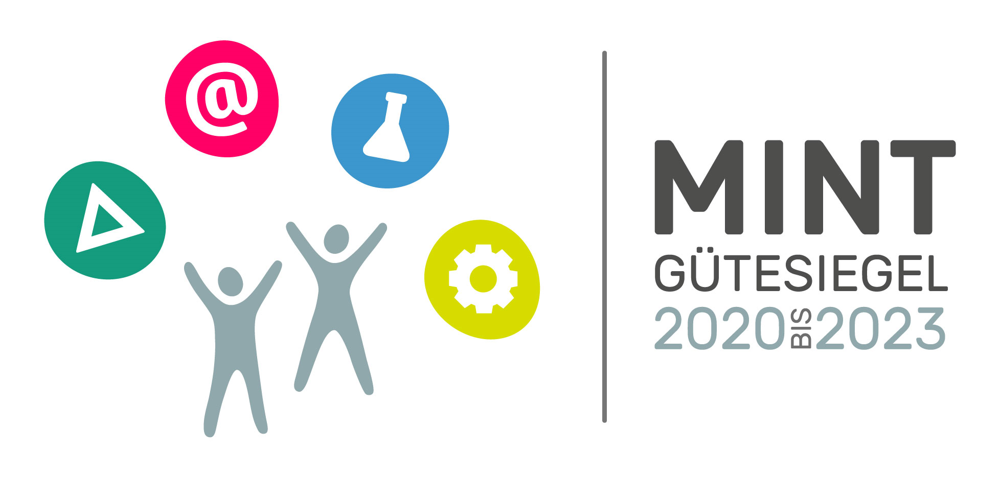 @
MINT
GÜTESIEGEL
2020 BIS 2023